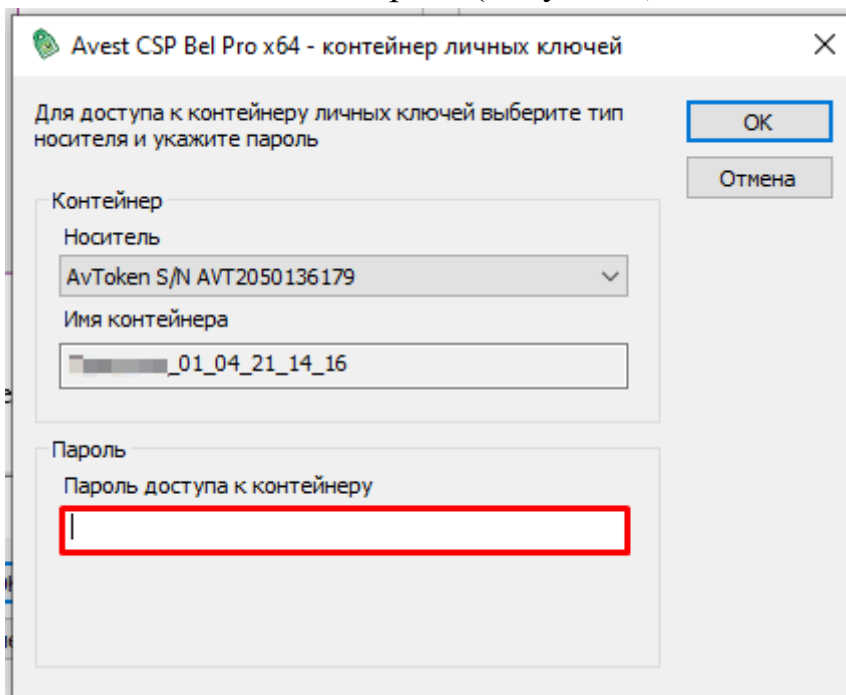 Avest CSP Bel Pro x64 - контейнер личных ключей
Для доступа к контейнеру личных ключей выберите тип
носителя и укажите пароль
OK
Отмена
Контейнер
Носитель
AvToken S/N AVT2050136179
Имя контейнера
_01_04_21_14_16
Пароль
Пароль доступа к контейнеру